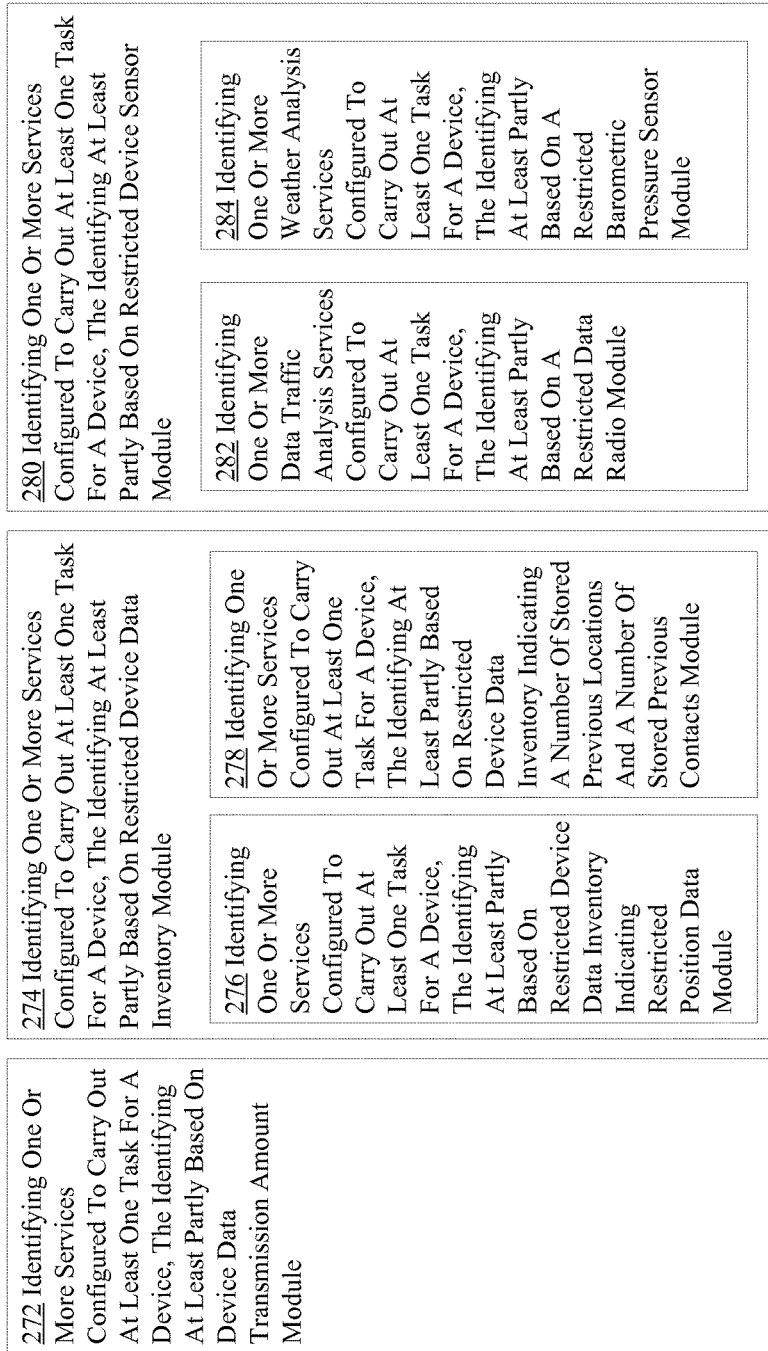 272 Identifying One Or
More Services
Configured To Carry Out
At Least One Task For A
Device, The Identifying
At Least Partly Based On
Device Data
Transmission Amount
Module
274 Identifying One Or More Services
Configured To Carry Out At Least One Task
For A Device, The Identifying At Least
Partly Based On Restricted Device Data
Inventory Module
276 Identifying
One Or More
Services
Configured To
Carry Out At
Least One Task
For A Device,
The Identifying
At Least Partly
Based On
Restricted Device
Data Inventory
Indicating
Restricted
Position Data
Module
278 Identifying One
Or More Services
Configured To Carry
Out At Least One
Task For A Device,
The Identifying At
Least Partly Based
On Restricted
Device Data
Inventory Indicating
A Number Of Stored
Previous Locations
And A Number Of
Stored Previous
Contacts Module
280 Identifying One Or More Services
Configured To Carry Out At Least One Task
For A Device, The Identifying At Least
Partly Based On Restricted Device Sensor
Module
282 Identifying
One Or More
Data Traffic
Analysis Services
Configured To
Carry Out At
Least One Task
For A Device,
The Identifying
At Least Partly
Based On A
Restricted Data
Radio Module
284 Identifying
One Or More
Weather Analysis
Services
Configured To
Carry Out At
Least One Task
For A Device,
The Identifying
At Least Partly
Based On A
Restricted
Barometric
Pressure Sensor
Module